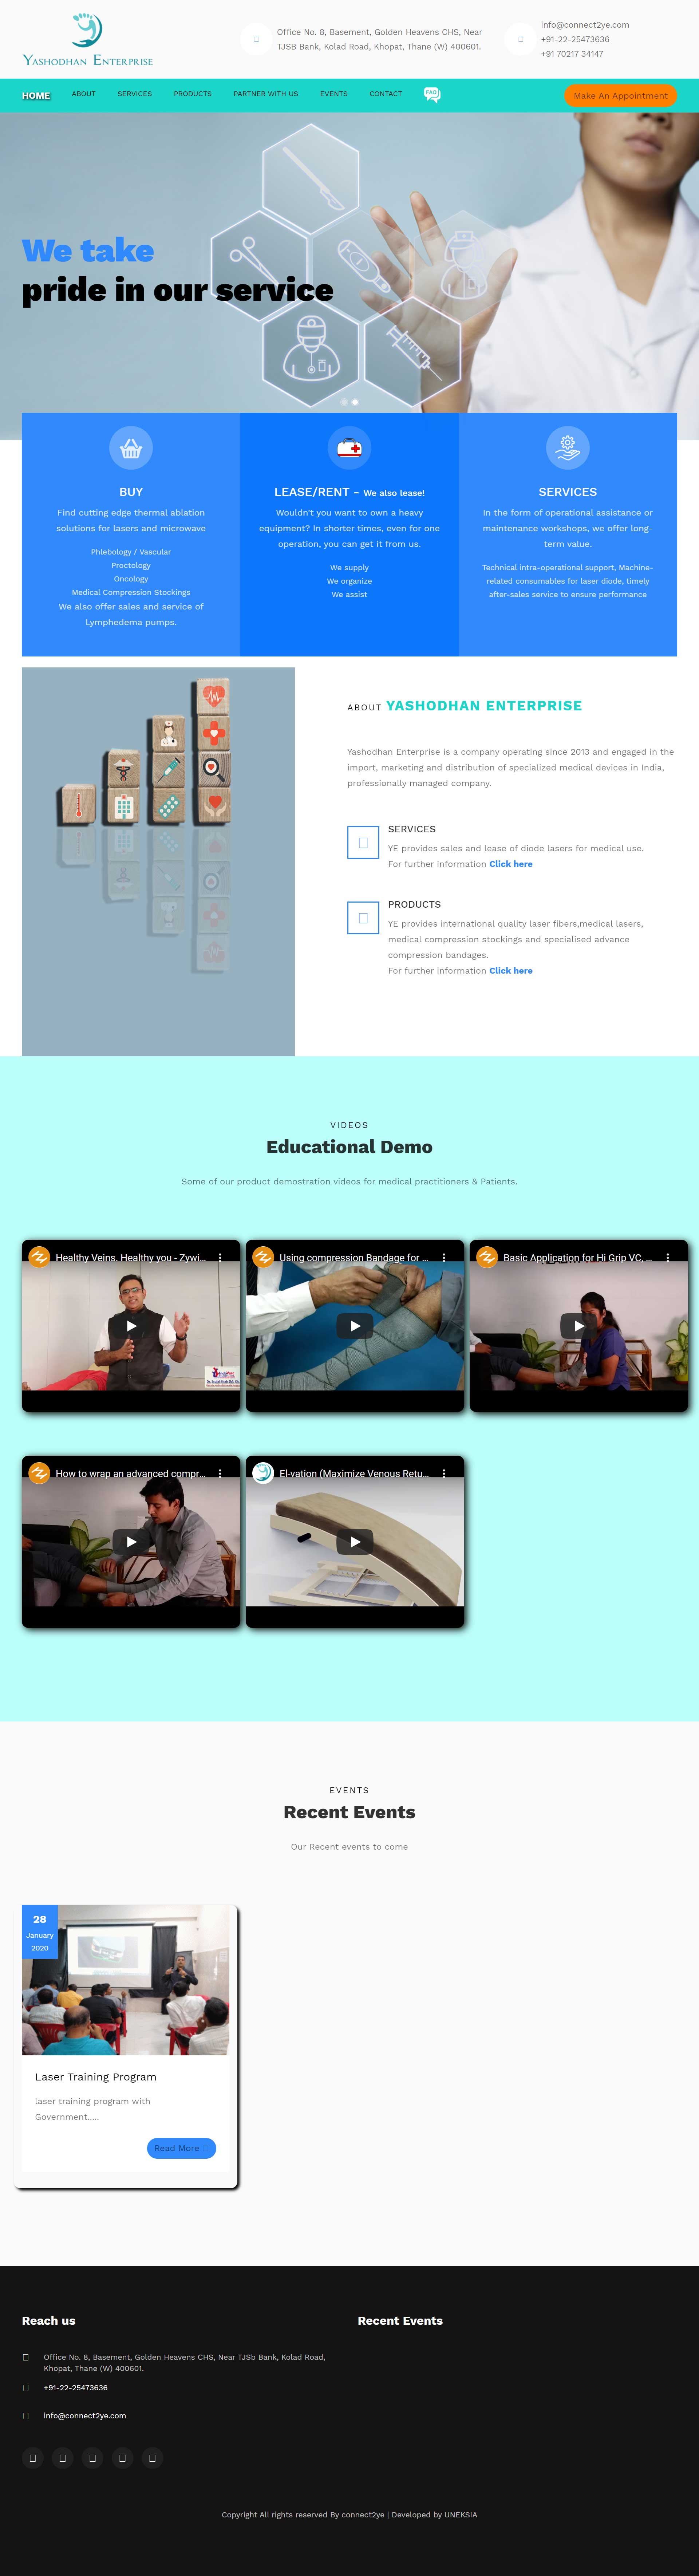 YASHODHAN ENTERPRISE
Office No. 8, Basement, Golden Heavens CHS, Near
TJSB Bank, Kolad Road, Khopat, Thane (W) 400601.
info@connect2ye.com
+91-22-25473636
+91 70217 34147
HOME
ABOUT
SERVICES
PRODUCTS
PARTNER WITH US
EVENTS
CONTACT
FAQ
Make An Appointment
We take
pride in our service
BUY
Find cutting edge thermal ablation
solutions for lasers and microwave
Phlebology / Vascular
Proctology
Oncology
Medical Compression Stockings
We also offer sales and service of
Lymphedema pumps.
LEASE/RENT - We also lease!
Wouldn't you want to own a heavy
equipment? In shorter times, even for one
operation, you can get it from us.
We supply
We organize
We assist
SERVICES
In the form of operational assistance or
maintenance workshops, we offer long-
term value.
Technical intra-operational support, Machine-
related consumables for laser diode, timely
after-sales service to ensure performance
ABOUT YASHODHAN ENTERPRISE
Yashodhan Enterprise is a company operating since 2013 and engaged in the
import, marketing and distribution of specialized medical devices in India,
professionally managed company.
SERVICES
YE provides sales and lease of diode lasers for medical use.
For further information Click here
PRODUCTS
YE provides international quality laser fibers,medical lasers,
medical compression stockings and specialised advance
compression bandages.
For further information Click here
VIDEOS
Educational Demo
Some of our product demostration videos for medical practitioners & Patients.
Healthy Veins. Healthy you - Zywi...
Using compression Bandage for ...
Basic Application for Hi Grip VC. ...
How to wrap an advanced compr...
El-vation (Maximize Venous Retu...
EVENTS
Recent Events
Our Recent events to come
28
January
2020
Laser Training Program
laser training program with
Government.....
Read More
Reach us
Office No. 8, Basement, Golden Heavens CHS, Near TJSb Bank, Kolad Road,
Khopat, Thane (W) 400601.
+91-22-25473636
info@connect2ye.com
Recent Events
Copyright All rights reserved By connect2ye | Developed by UNEKSIA